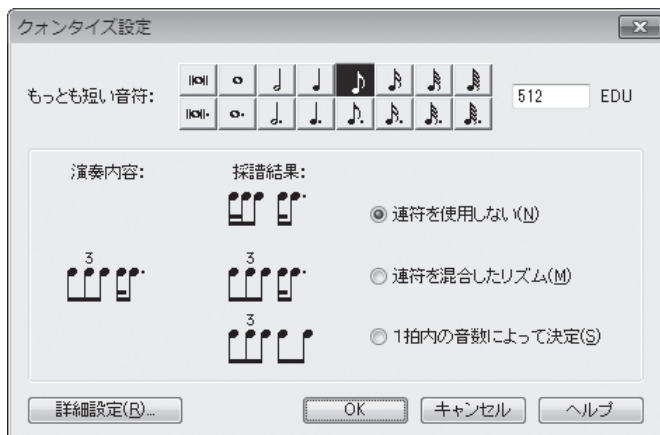 クォンタイズ設定
もっとも短い音符:
512 EDU
演奏内容: 採譜結果:
連符を使用しない(N)
3 3
連符を混合したリズム(M)
3
1拍内の音数によって決定(S)
詳細設定(R)... OK キャンセル ヘルプ